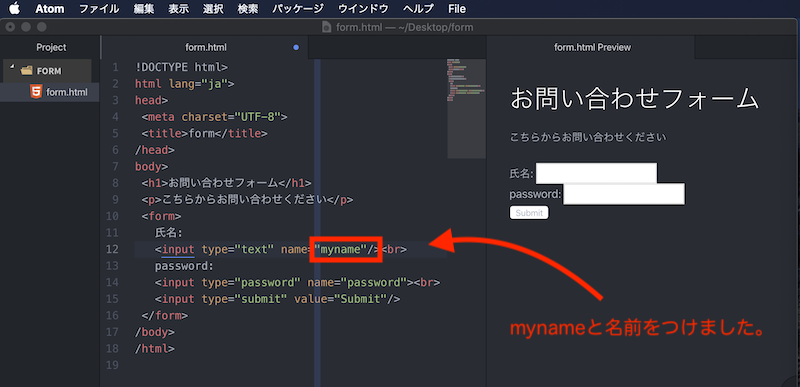 Atom ファイル 編集 表示 選択 検索 パッケージ ウインドウ ヘルプ File
form.html — ~/Desktop/form
Project
form.html
form.html Preview
FORM
form.html
1 !DOCTYPE html>
2 html lang="ja">
3 head>
4 <meta charset="UTF-8">
5 <title>form</title>
6 /head>
7 body>
8 <h1>お問い合わせフォーム</h1>
9 <p>こちらからお問い合わせください</p>
10 <form>
11 氏名:
12 <input type="text" name="myname"/><br>
13 password:
14 <input type="password" name="password"><br>
15 <input type="submit" value="Submit"/>
16 </form>
17 /body>
18 /html>
19
お問い合わせフォーム
こちらからお問い合わせください
氏名:
password:
Submit
mynameと名前をつけました。